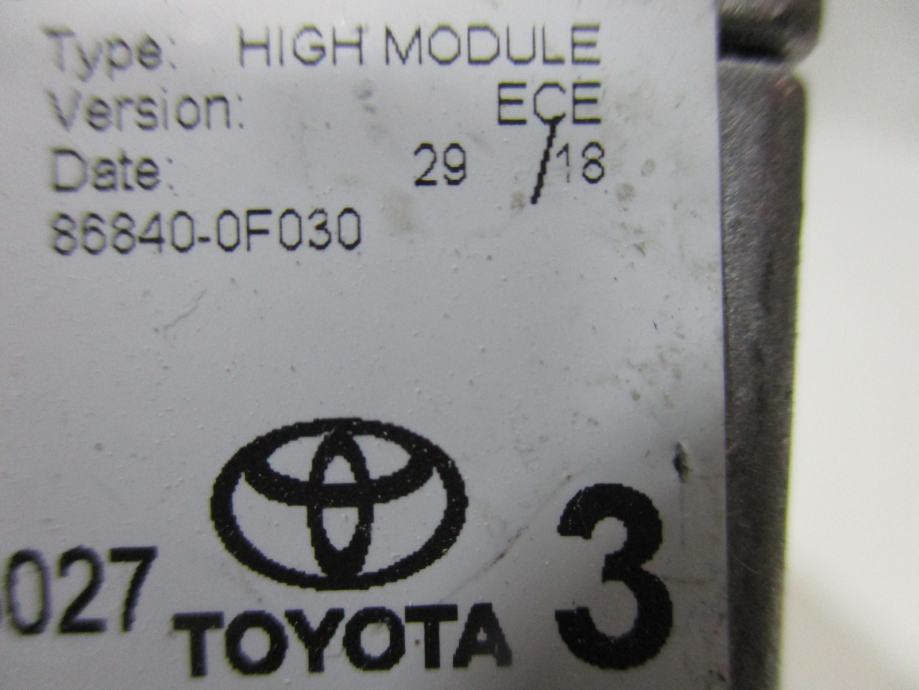 Type: HIGH MODULE
Version: ECE
Date: 29 /18
86840-0F030
027 3
TOYOTA